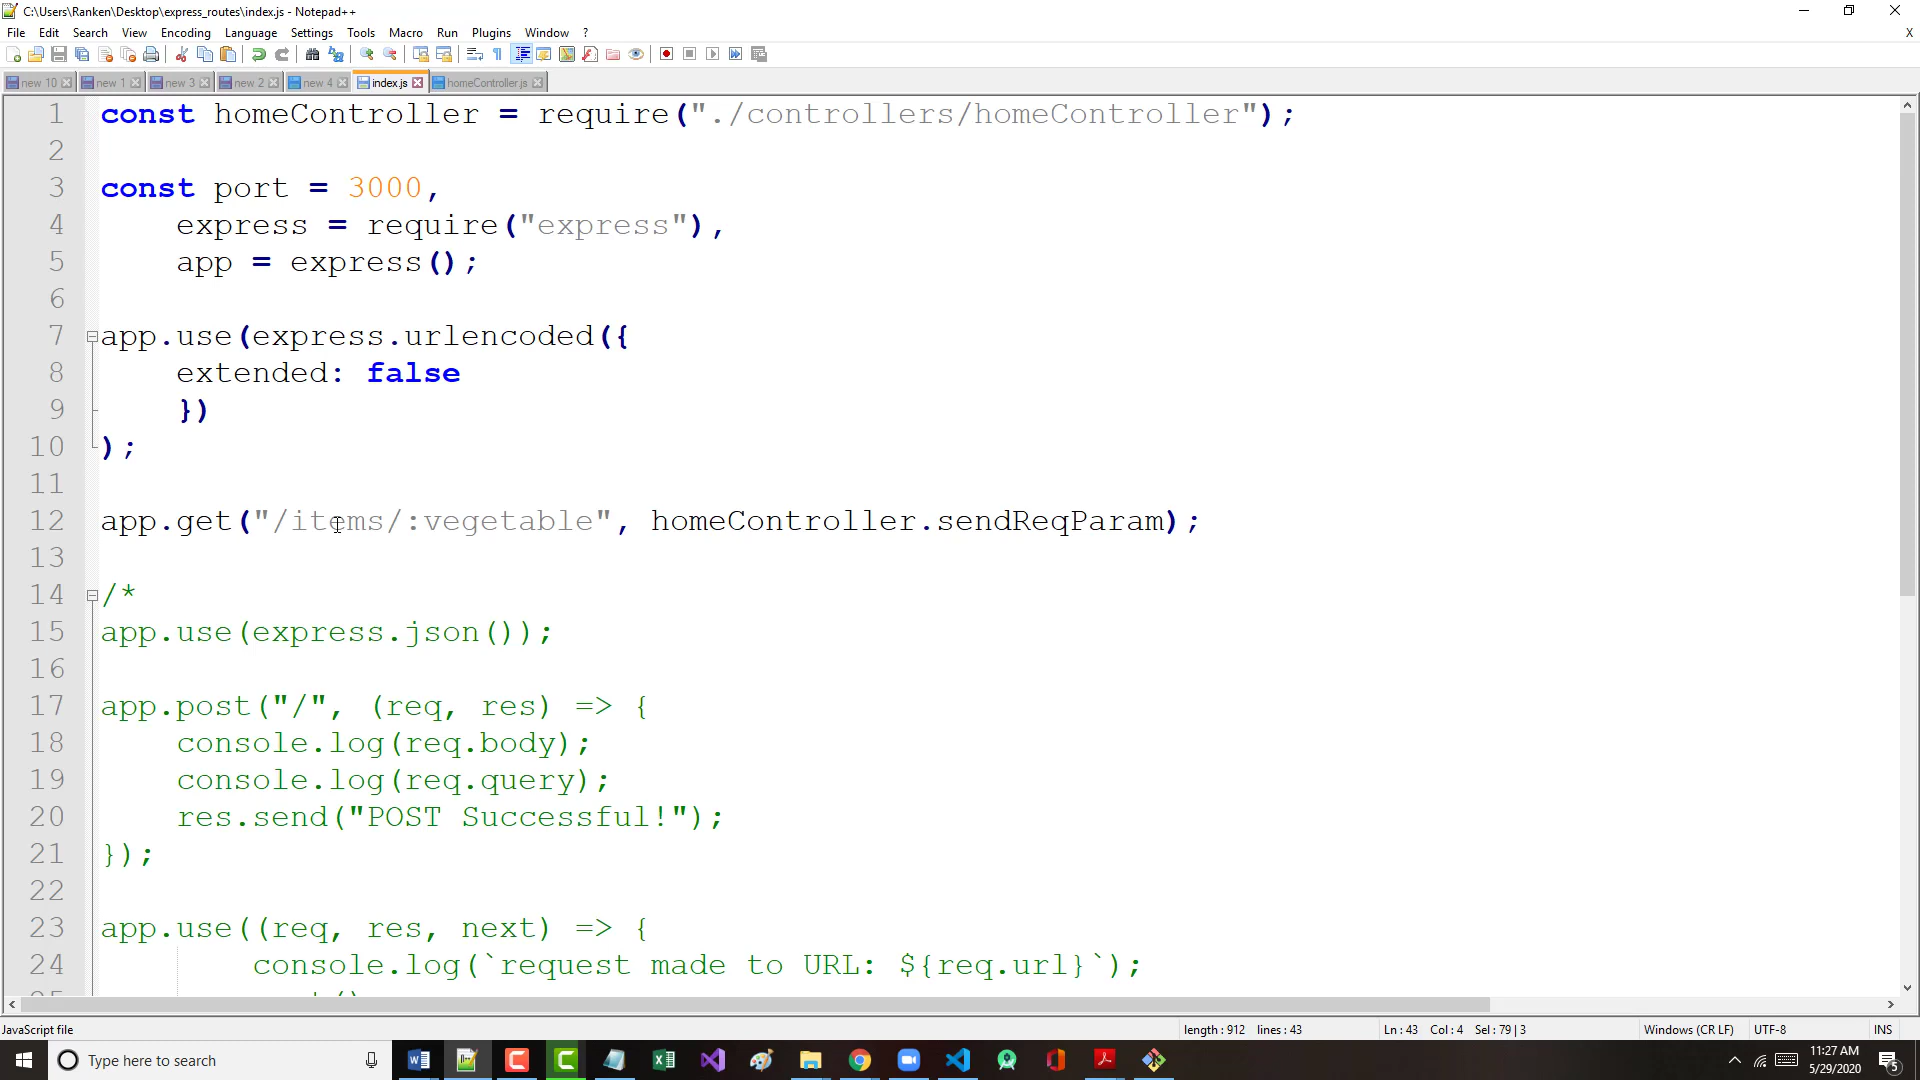 C:\Users\Ranken\Desktop\express_routes\index.js - Notepad++
File Edit Search View Encoding Language Settings Tools Macro Run Plugins Window ? X
new 10 new 1 new 3 new 2 new 4 index.js homeController.js
1 const homeController = require("./controllers/homeController");
2
3 const port = 3000,
4 express = require("express"),
5 app = express();
6
7 app.use(express.urlencoded({
8 extended: false
9 })
10 );
11
12 app.get("/items/:vegetable", homeController.sendReqParam);
13
14 /*
15 app.use(express.json());
16
17 app.post("/", (req, res) => {
18 console.log(req.body);
19 console.log(req.query);
20 res.send("POST Successful!");
21 });
22
23 app.use((req, res, next) => {
24 console.log(`request made to URL: ${req.url}`);
JavaScript file length : 912 lines : 43 Ln : 43 Col : 4 Sel : 79 | 3 Windows (CR LF) UTF-8 INS
Type here to search
11:27 AM
5/29/2020
5